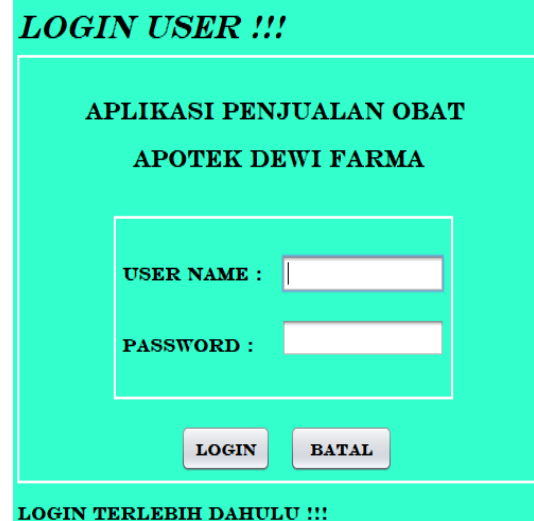 LOGIN USER !!!
APLIKASI PENJUALAN OBAT
APOTEK DEWI FARMA
USER NAME :
PASSWORD :
LOGIN BATAL
LOGIN TERLEBIH DAHULU !!!